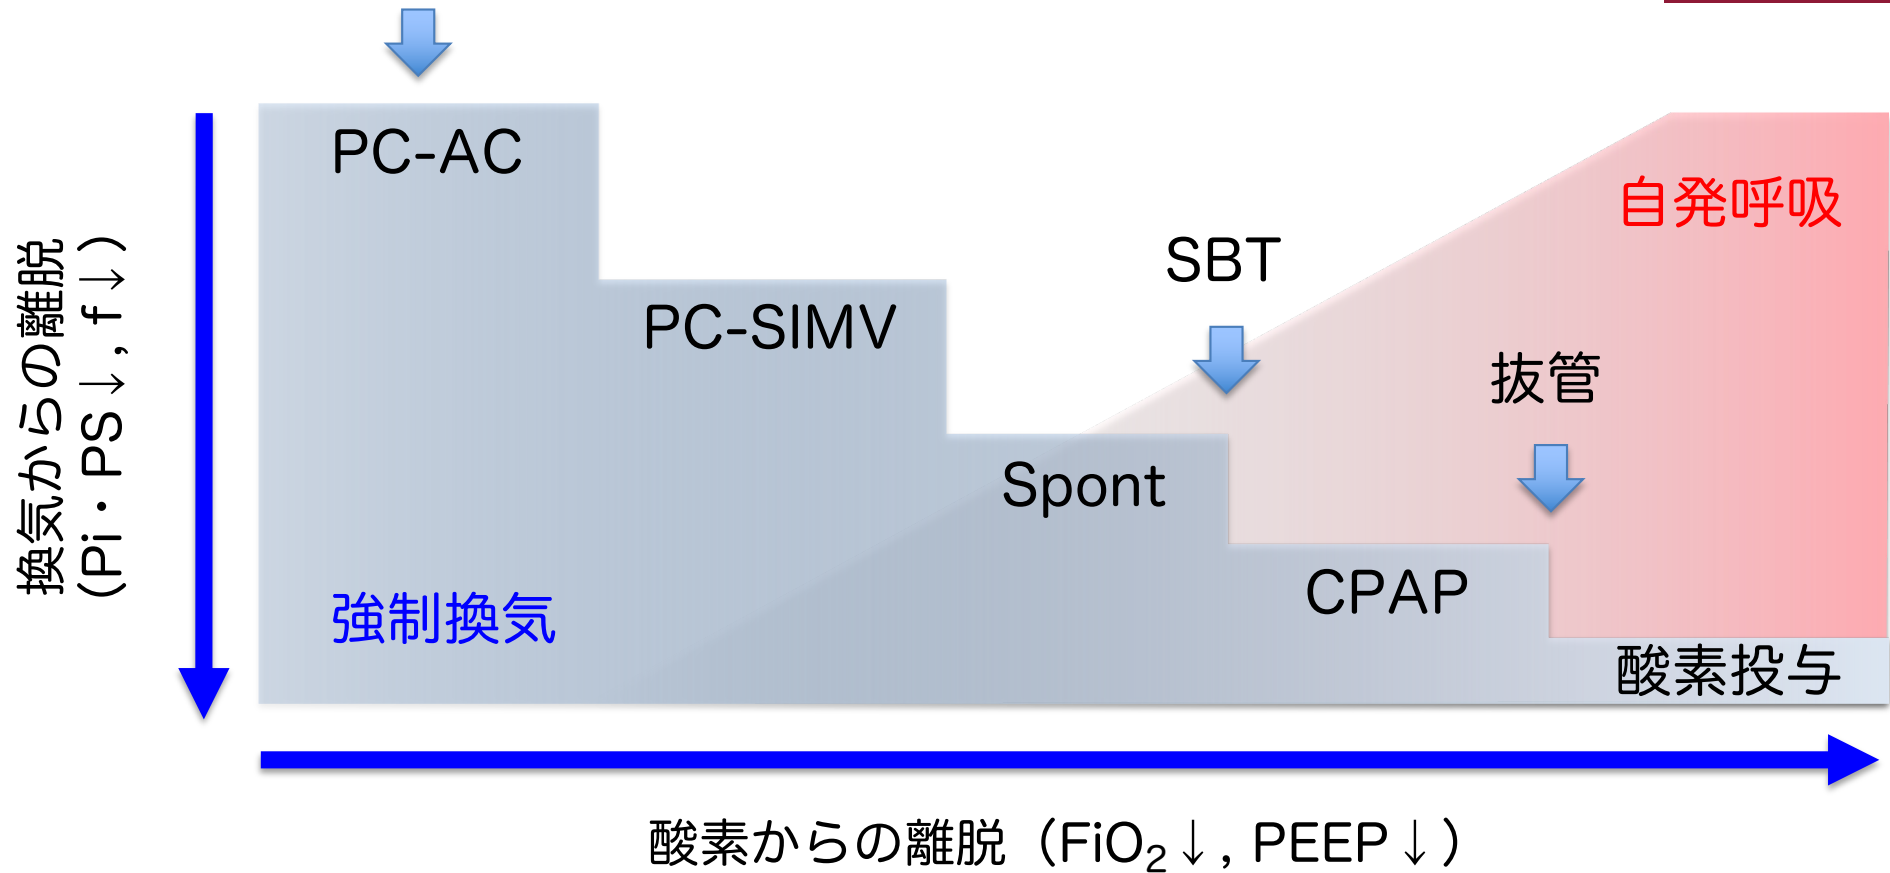 PC-AC
PC-SIMV
SBT
自発呼吸
抜管
Spont
CPAP
強制換気
酸素投与
換気からの離脱
(Pi・PS↓, f↓)
酸素からの離脱（FiO₂↓, PEEP↓）